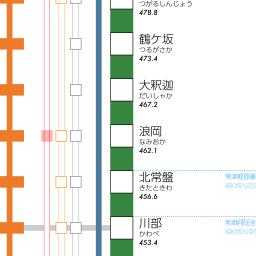 つがるしんじょう
478.8
鶴ケ坂
つるがさか
473.4
大釈迦
だいしゃか
467.2
浪岡
なみおか
462.1
北常盤
きたときわ
456.6
川部
かわべ
453.4